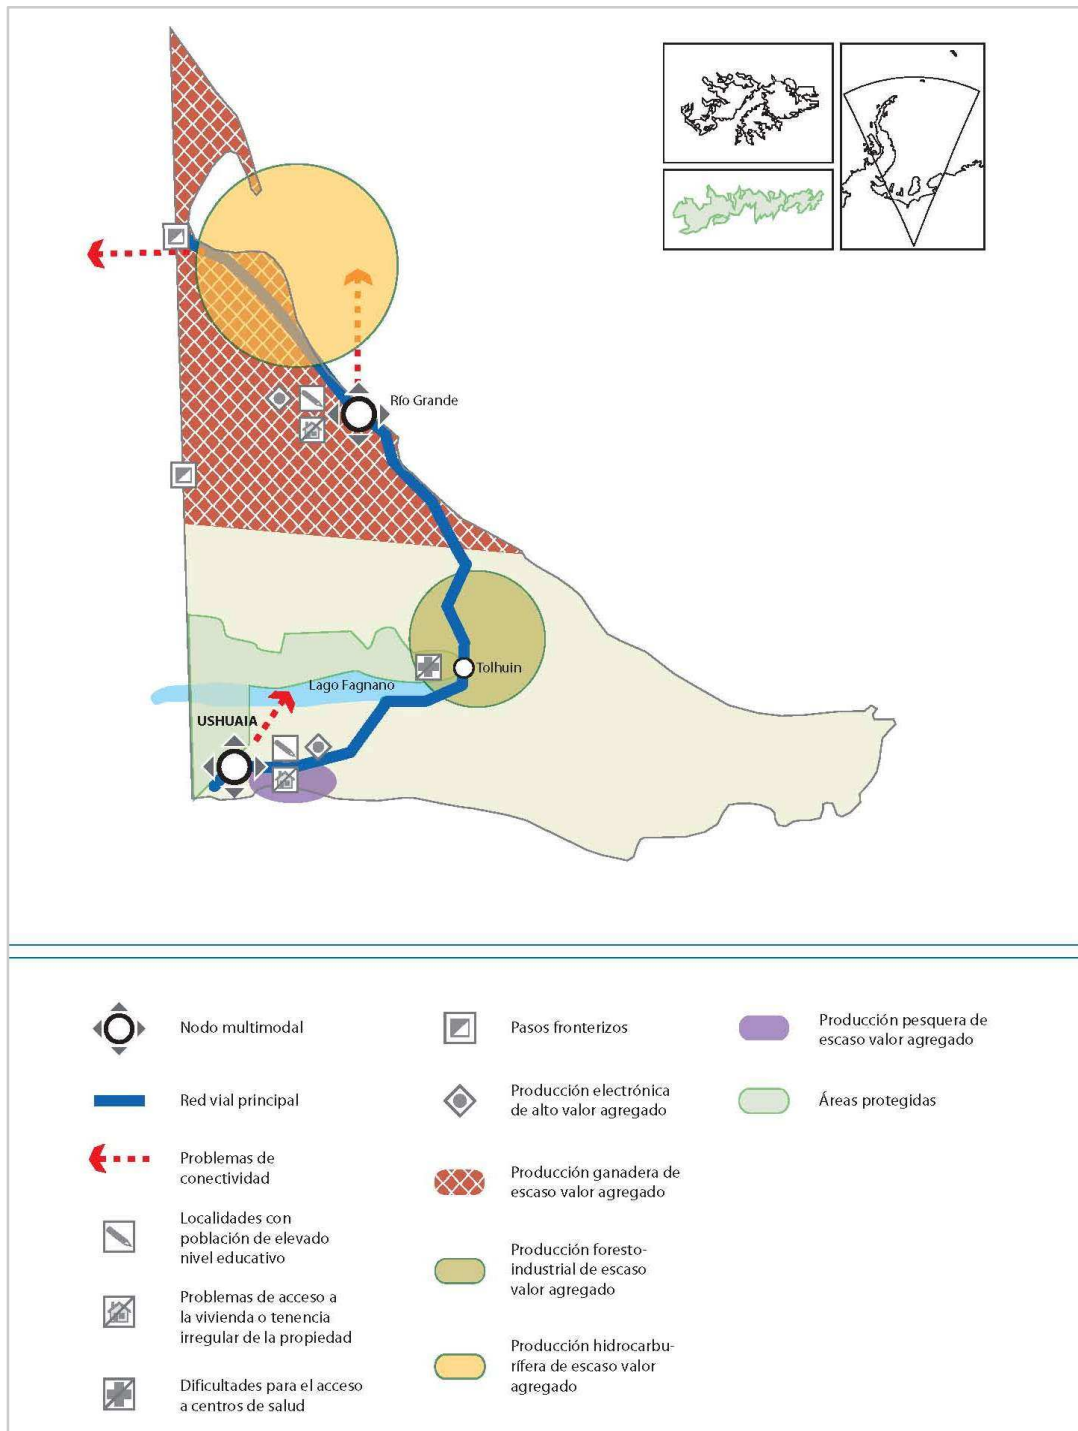 Río Grande
Tolhuin
Lago Fagnano
USHUAIA
Nodo multimodal
Red vial principal
Problemas de
conectividad
Localidades con
población de elevado
nivel educativo
Problemas de acceso a
la vivienda o tenencia
irregular de la propiedad
Dificultades para el acceso
a centros de salud
Pasos fronterizos
Producción electrónica
de alto valor agregado
Producción ganadera de
escaso valor agregado
Producción foresto-
industrial de escaso
valor agregado
Producción hidrocarbu-
rífera de escaso valor
agregado
Producción pesquera de
escaso valor agregado
Áreas protegidas